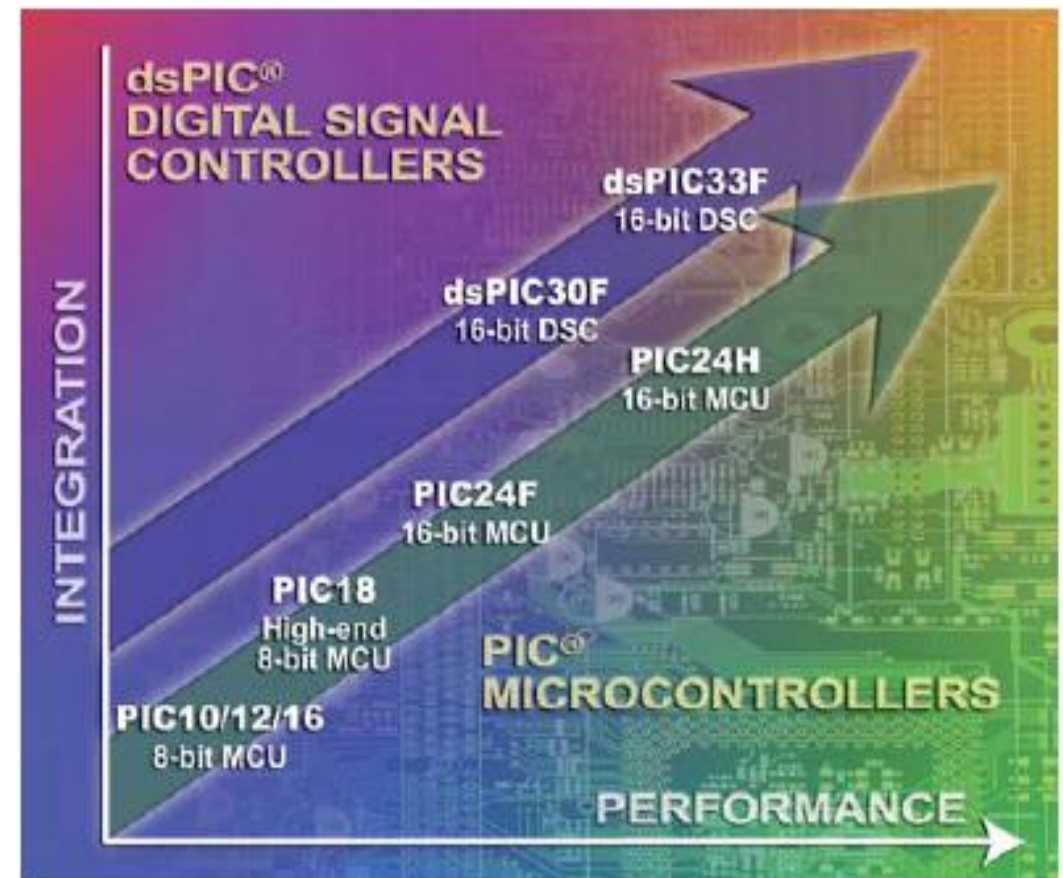 dsPIC®
DIGITAL SIGNAL
CONTROLLERS
dsPIC33F
16-bit DSC
dsPIC30F
16-bit DSC
PIC24H
16-bit MCU
PIC24F
16-bit MCU
PIC18
High-end
8-bit MCU
PIC10/12/16
8-bit MCU
PIC®
MICROCONTROLLERS
INTEGRATION
PERFORMANCE